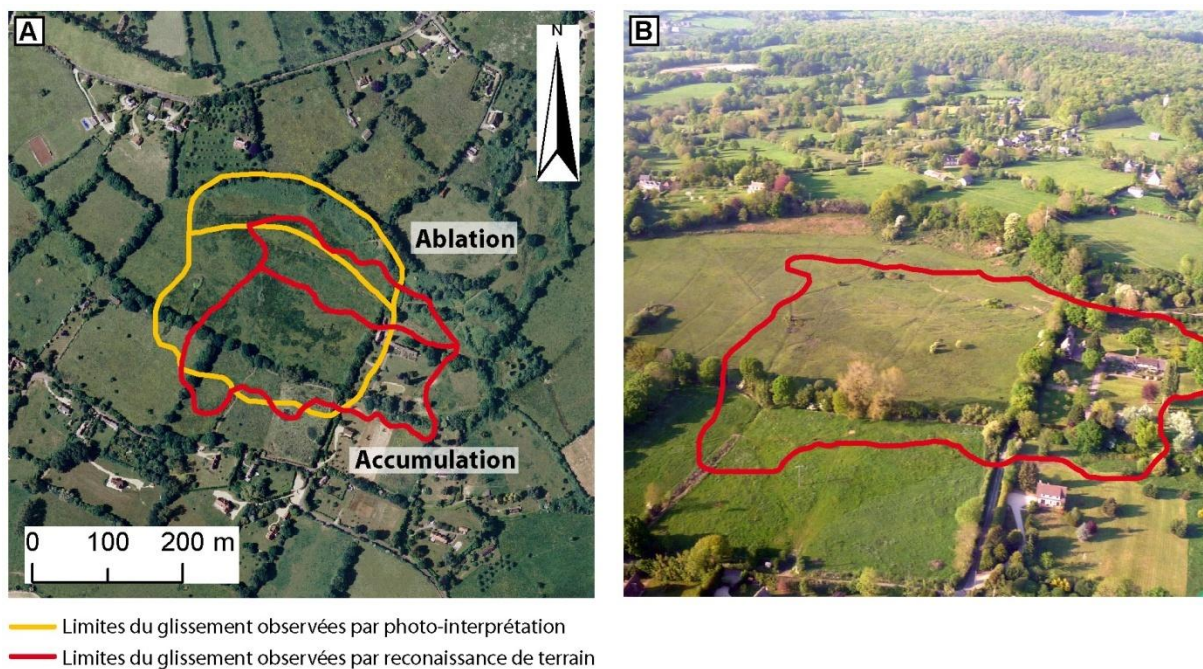 A
N
Ablation
Accumulation
0 100 200 m
B
Limites du glissement observées par photo-interprétation
Limites du glissement observées par reconaissance de terrain